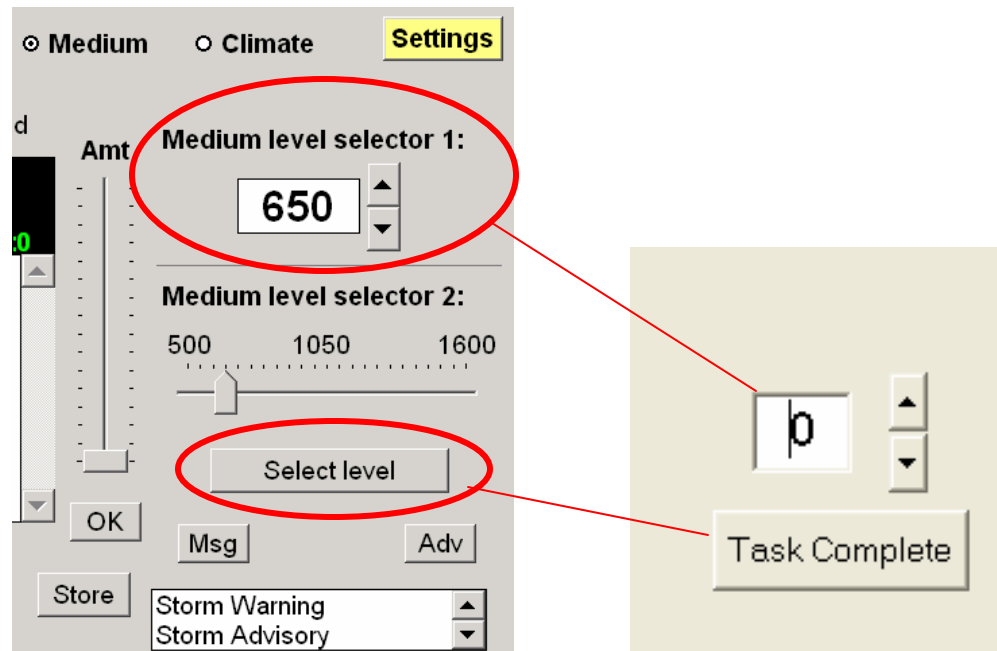 Medium Climate Settings
d
Amt
Medium level selector 1:
650
:0
Medium level selector 2:
500 1050 1600
Select level
OK
Msg Adv
Store
Storm Warning
Storm Advisory
0
Task Complete